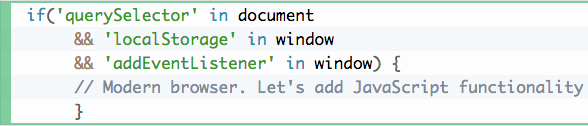 if('querySelector' in document
&& 'localStorage' in window
&& 'addEventListener' in window) {
// Modern browser. Let's add JavaScript functionality
}